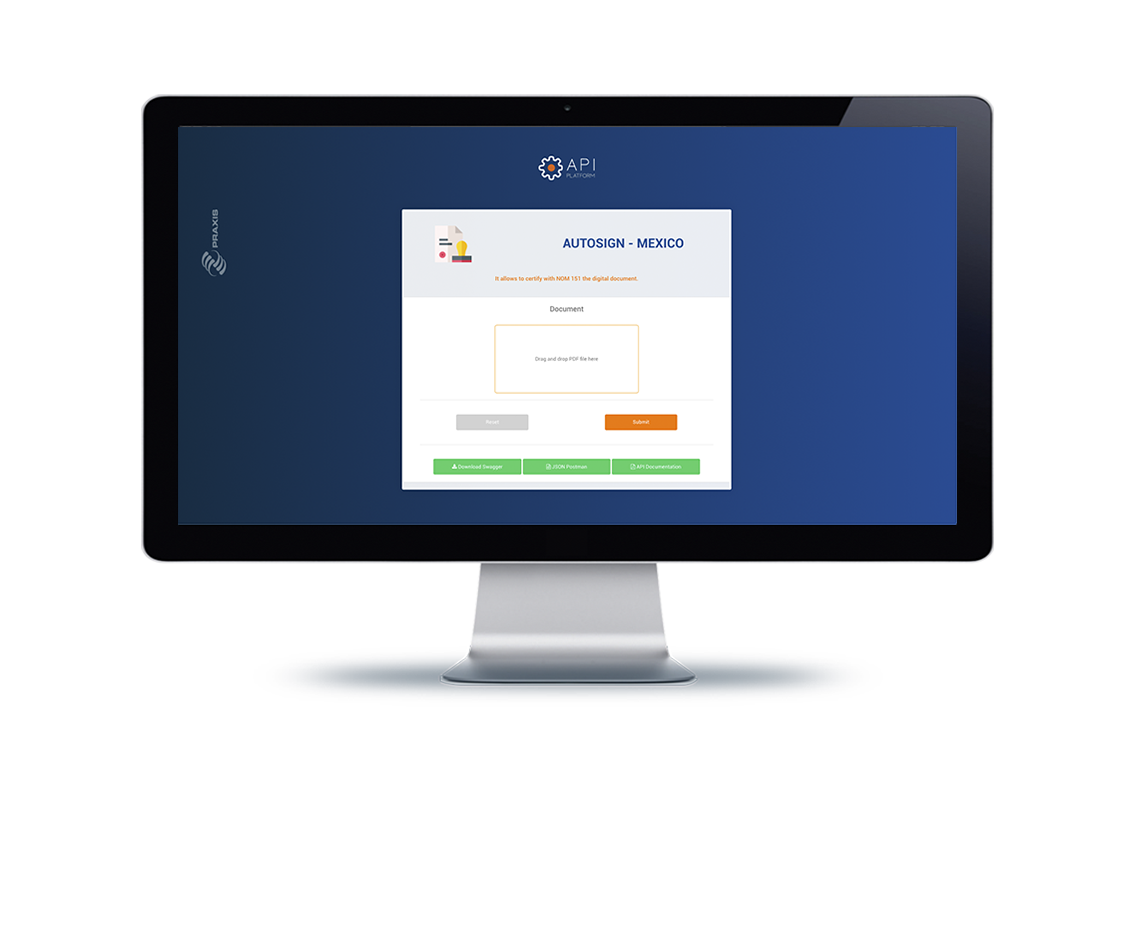 API
PLATFORM
PRAXIS
AUTOSIGN - MEXICO
It allows to certify with NOM 151 the digital document.
Document
Drag and drop PDF file here
Reset
Submit
Download Swagger
JSON Postman
API Documentation